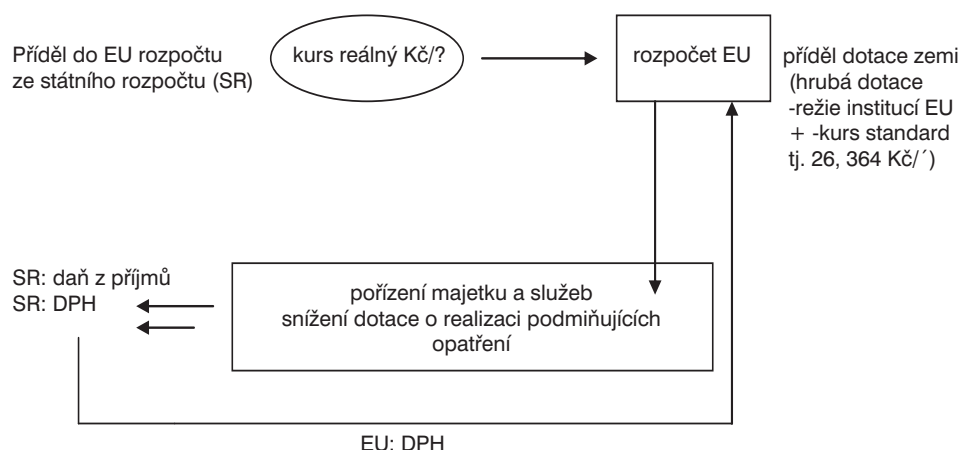 Příděl do EU rozpočtu
ze státního rozpočtu (SR)
kurs reálný Kč/?
rozpočet EU
příděl dotace zemi
(hrubá dotace
-režie institucí EU
+ -kurs standard
tj. 26, 364 Kč/´)
SR: daň z příjmů
SR: DPH
pořízení majetku a služeb
snížení dotace o realizaci podmiňujících
opatření
EU: DPH